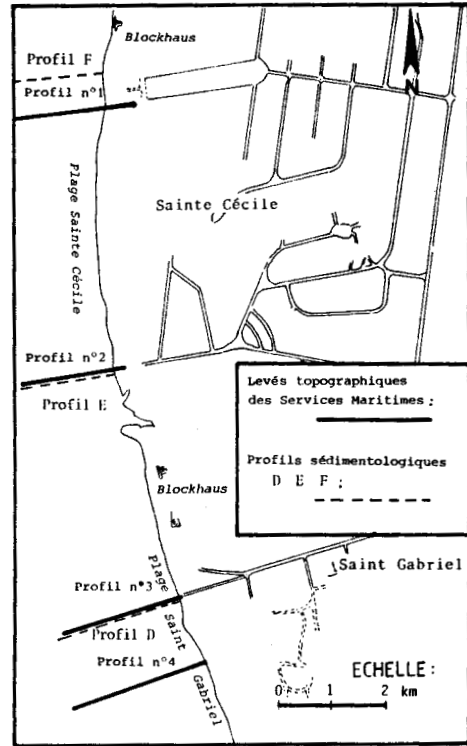 Blockhaus
Profil F
Profil n°1
N
Plage Sainte Cécile
Sainte Cécile
Profil n°2
Profil E
Levés topographiques
des Services Maritimes :
Profils sédimentologiques
D E F :
Blockhaus
Saint Gabriel
Profil n°3
Profil D
Plage Saint Gabriel
Profil n°4
ECHELLE :
0 1 2 km